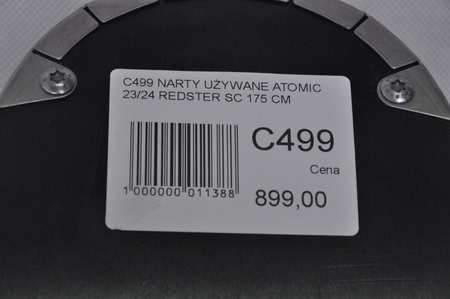 C499 NARTY UŻYWANE ATOMIC
23/24 REDSTER SC 175 CM
C499
Cena
1 000000 011388
899,00